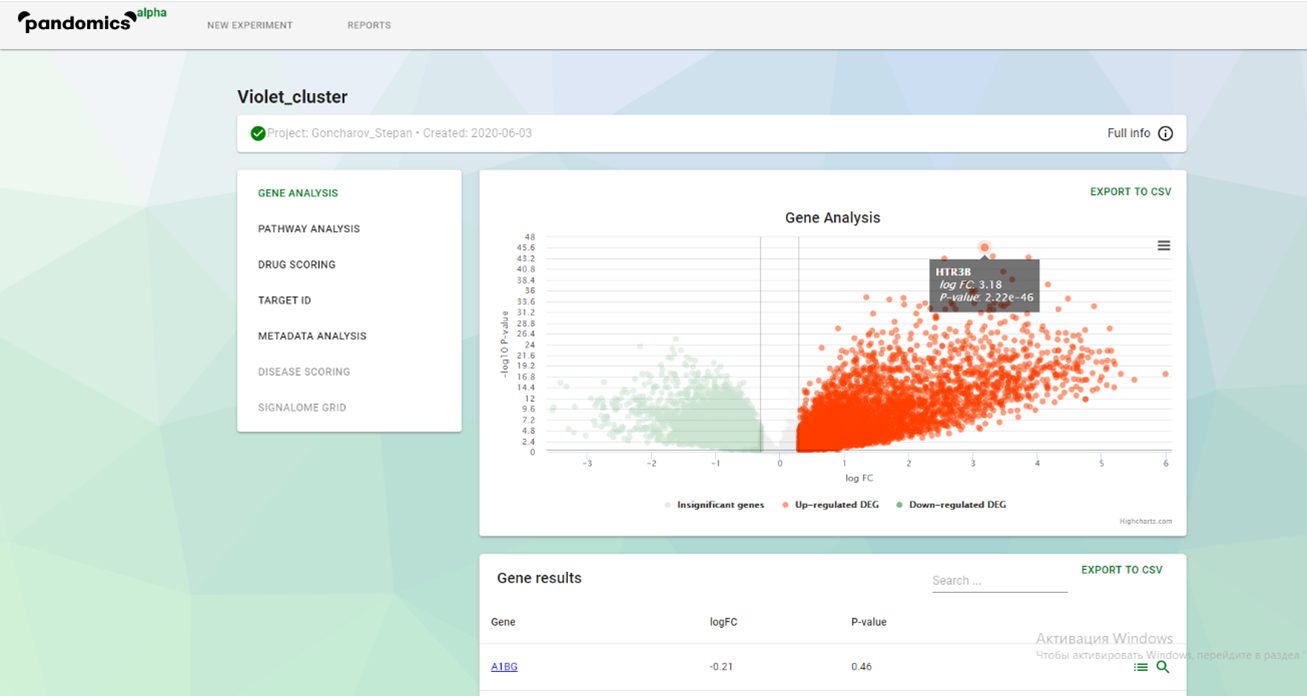 pandomics alpha
NEW EXPERIMENT REPORTS
Violet_cluster
Project: Goncharov_Stepan • Created: 2020-06-03 Full info
GENE ANALYSIS
PATHWAY ANALYSIS
DRUG SCORING
TARGET ID
METADATA ANALYSIS
DISEASE SCORING
SIGNALOME GRID
EXPORT TO CSV
Gene Analysis
48
45.6
43.2
40.8
38.4
36
33.6
31.2
28.8
26.4
24
21.6
19.2
16.8
14.4
12
9.6
7.2
4.8
2.4
0
-log10 P-value
HTR3B
log FC: 3.18
P-value: 2.22e-46
-3 -2 -1 0 1 2 3 4 5 6
log FC
Insignificant genes Up-regulated DEG Down-regulated DEG
Highcharts.com
Gene results
Search ...
EXPORT TO CSV
Gene logFC P-value
A1BG -0.21 0.46
Активация Windows
Чтобы активировать Windows, перейдите в раздел "